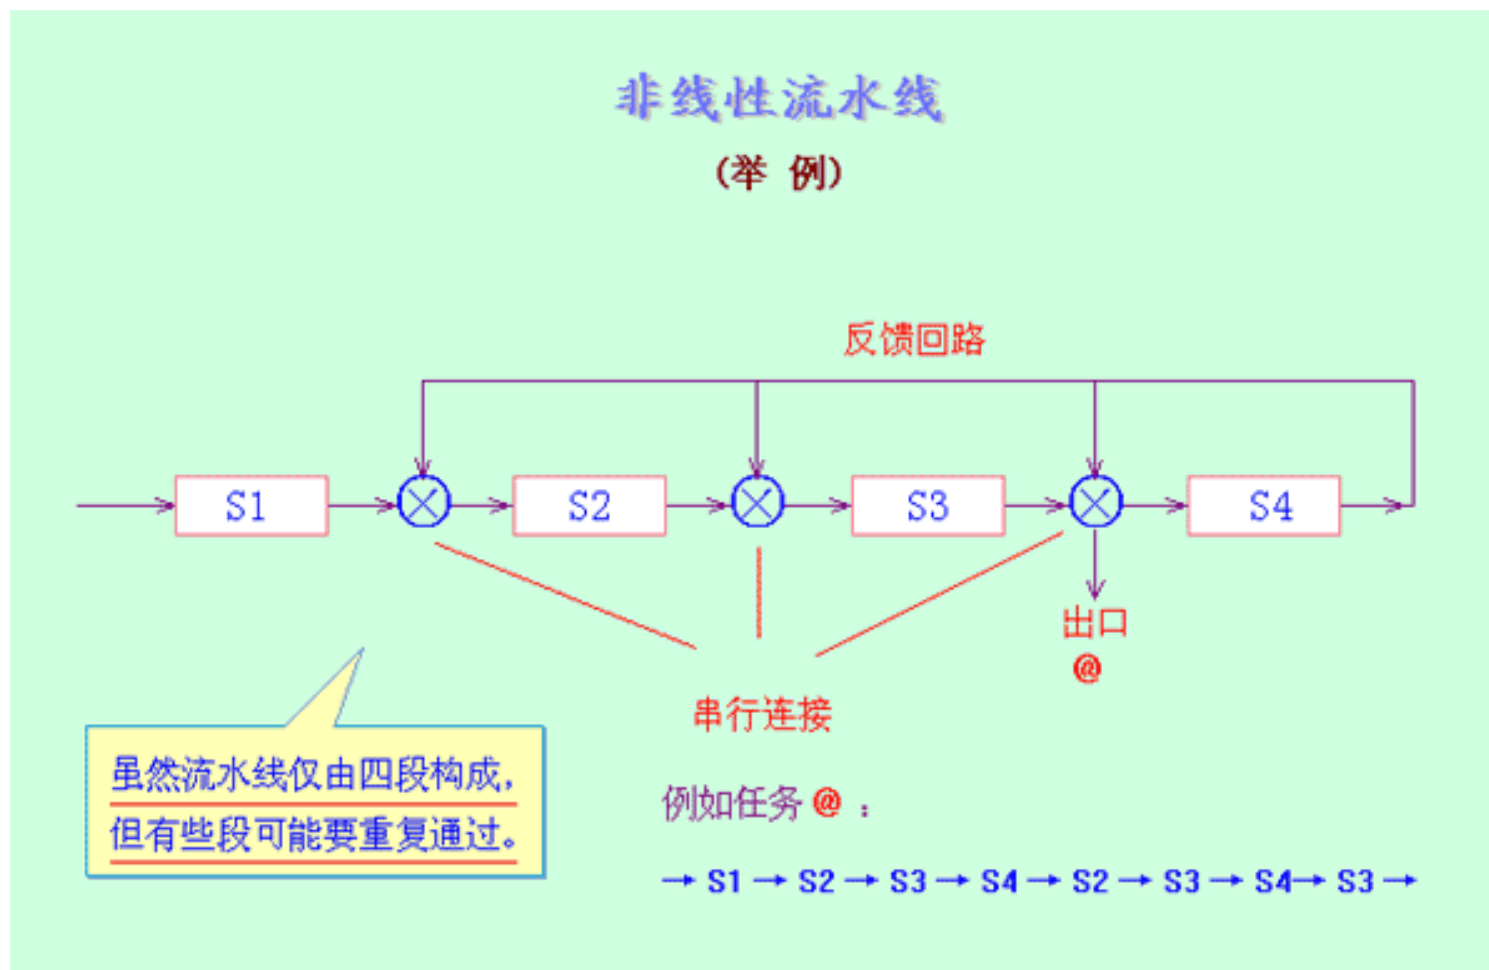 非线性流水线
(举 例)
反馈回路
S1
S2
S3
S4
出口
@
串行连接
虽然流水线仅由四段构成，
但有些段可能要重复通过。
例如任务 @ ：
→ S1 → S2 → S3 → S4 → S2 → S3 → S4→ S3 →